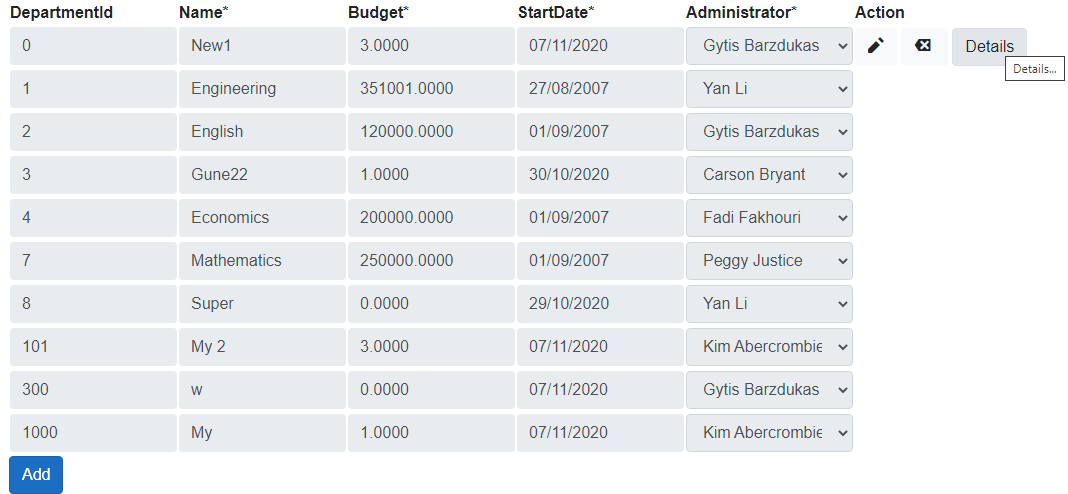 DepartmentId Name* Budget* StartDate* Administrator* Action
0 New1 3.0000 07/11/2020 Gytis Barzdukas Details
Details...
1 Engineering 351001.0000 27/08/2007 Yan Li
2 English 120000.0000 01/09/2007 Gytis Barzdukas
3 Gune22 1.0000 30/10/2020 Carson Bryant
4 Economics 200000.0000 01/09/2007 Fadi Fakhouri
7 Mathematics 250000.0000 01/09/2007 Peggy Justice
8 Super 0.0000 29/10/2020 Yan Li
101 My 2 3.0000 07/11/2020 Kim Abercrombie
300 w 0.0000 07/11/2020 Gytis Barzdukas
1000 My 1.0000 07/11/2020 Kim Abercrombie
Add